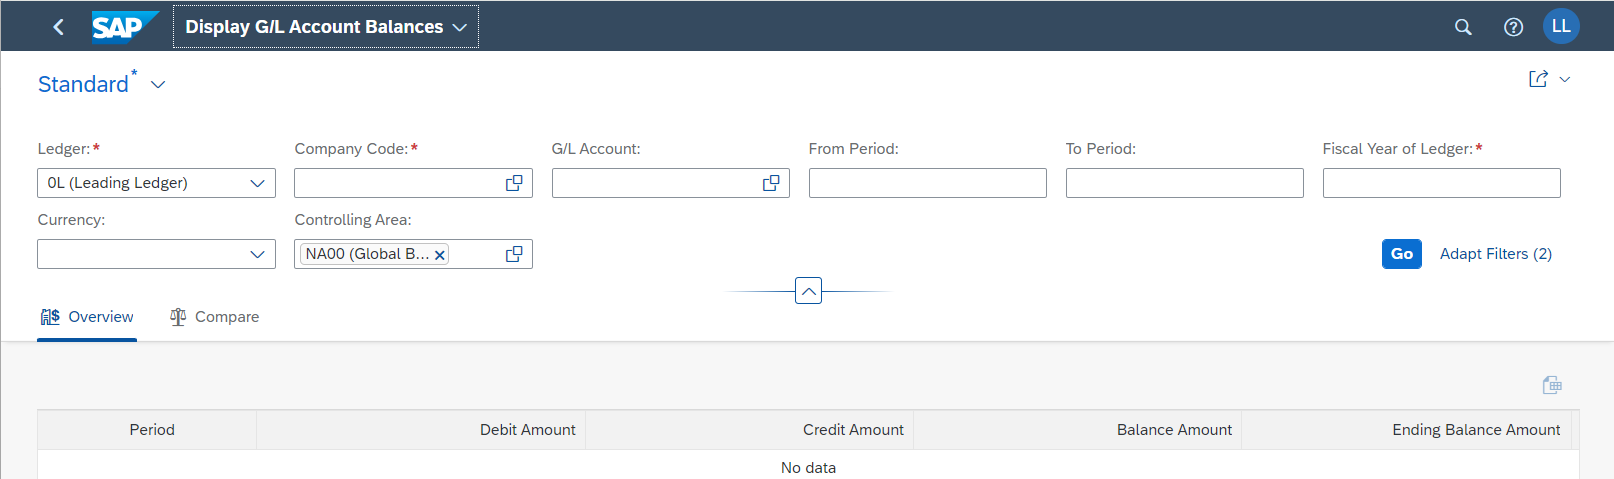 SAP Display G/L Account Balances LL
Standard*
Ledger:* Company Code:* G/L Account: From Period: To Period: Fiscal Year of Ledger:*
0L (Leading Ledger)
Currency: Controlling Area:
NA00 (Global B... Go Adapt Filters (2)
Overview Compare
Period Debit Amount Credit Amount Balance Amount Ending Balance Amount
No data